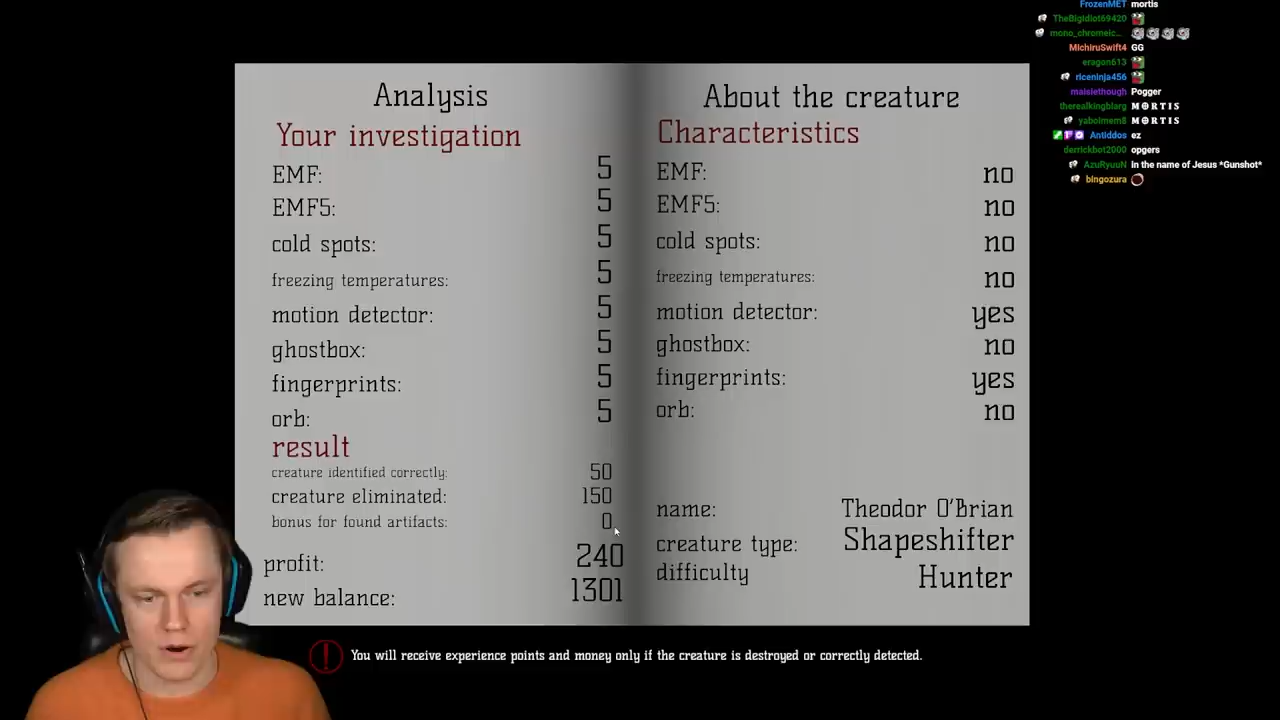 FrozenMET mortis
TheBigIdiot69420
mono_chromeic...
MichiruSwift4 GG
eragon613
riceninja456
maisiethough Pogger
therealkingblarg M☮RTIS
yaboimem8 M☮RTIS
Antiddos ez
derrickbot2000 opgers
AzuRyuuN in the name of Jesus *Gunshot*
bingozura
Analysis
Your investigation
EMF: 5
EMF5: 5
cold spots: 5
freezing temperatures: 5
motion detector: 5
ghostbox: 5
fingerprints: 5
orb: 5
result
creature identified correctly: 50
creature eliminated: 150
bonus for found artifacts: 0
profit: 240
new balance: 1301
About the creature
Characteristics
EMF: no
EMF5: no
cold spots: no
freezing temperatures: no
motion detector: yes
ghostbox: no
fingerprints: yes
orb: no
name: Theodor O'Brian
creature type: Shapeshifter
difficulty Hunter
You will receive experience points and money only if the creature is destroyed or correctly detected.